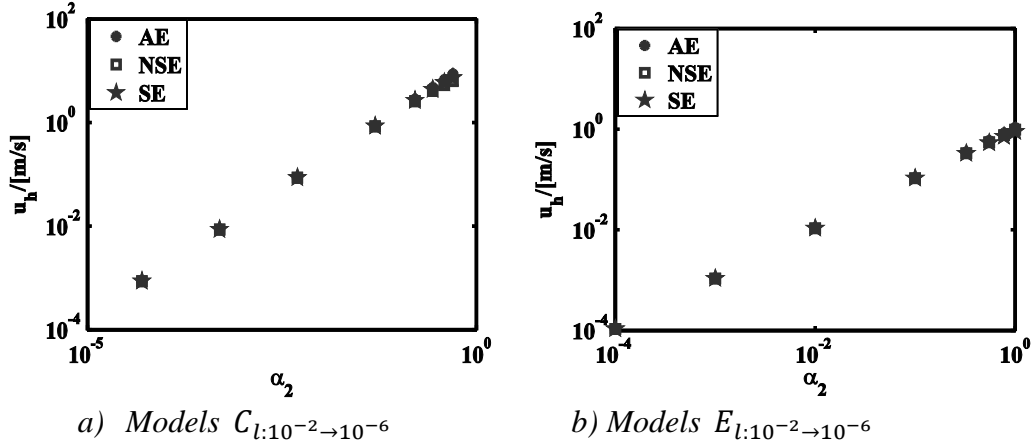 10²
AE
NSE
SE
10⁰
u_h/[m/s]
10⁻²
10⁻⁴
10⁻⁵
10⁰
α₂
a) Models C_{l:10⁻²→10⁻⁶}
10²
AE
NSE
SE
10⁰
u_h/[m/s]
10⁻²
10⁻⁴
10⁻⁴
10⁻²
10⁰
α₂
b) Models E_{l:10⁻²→10⁻⁶}